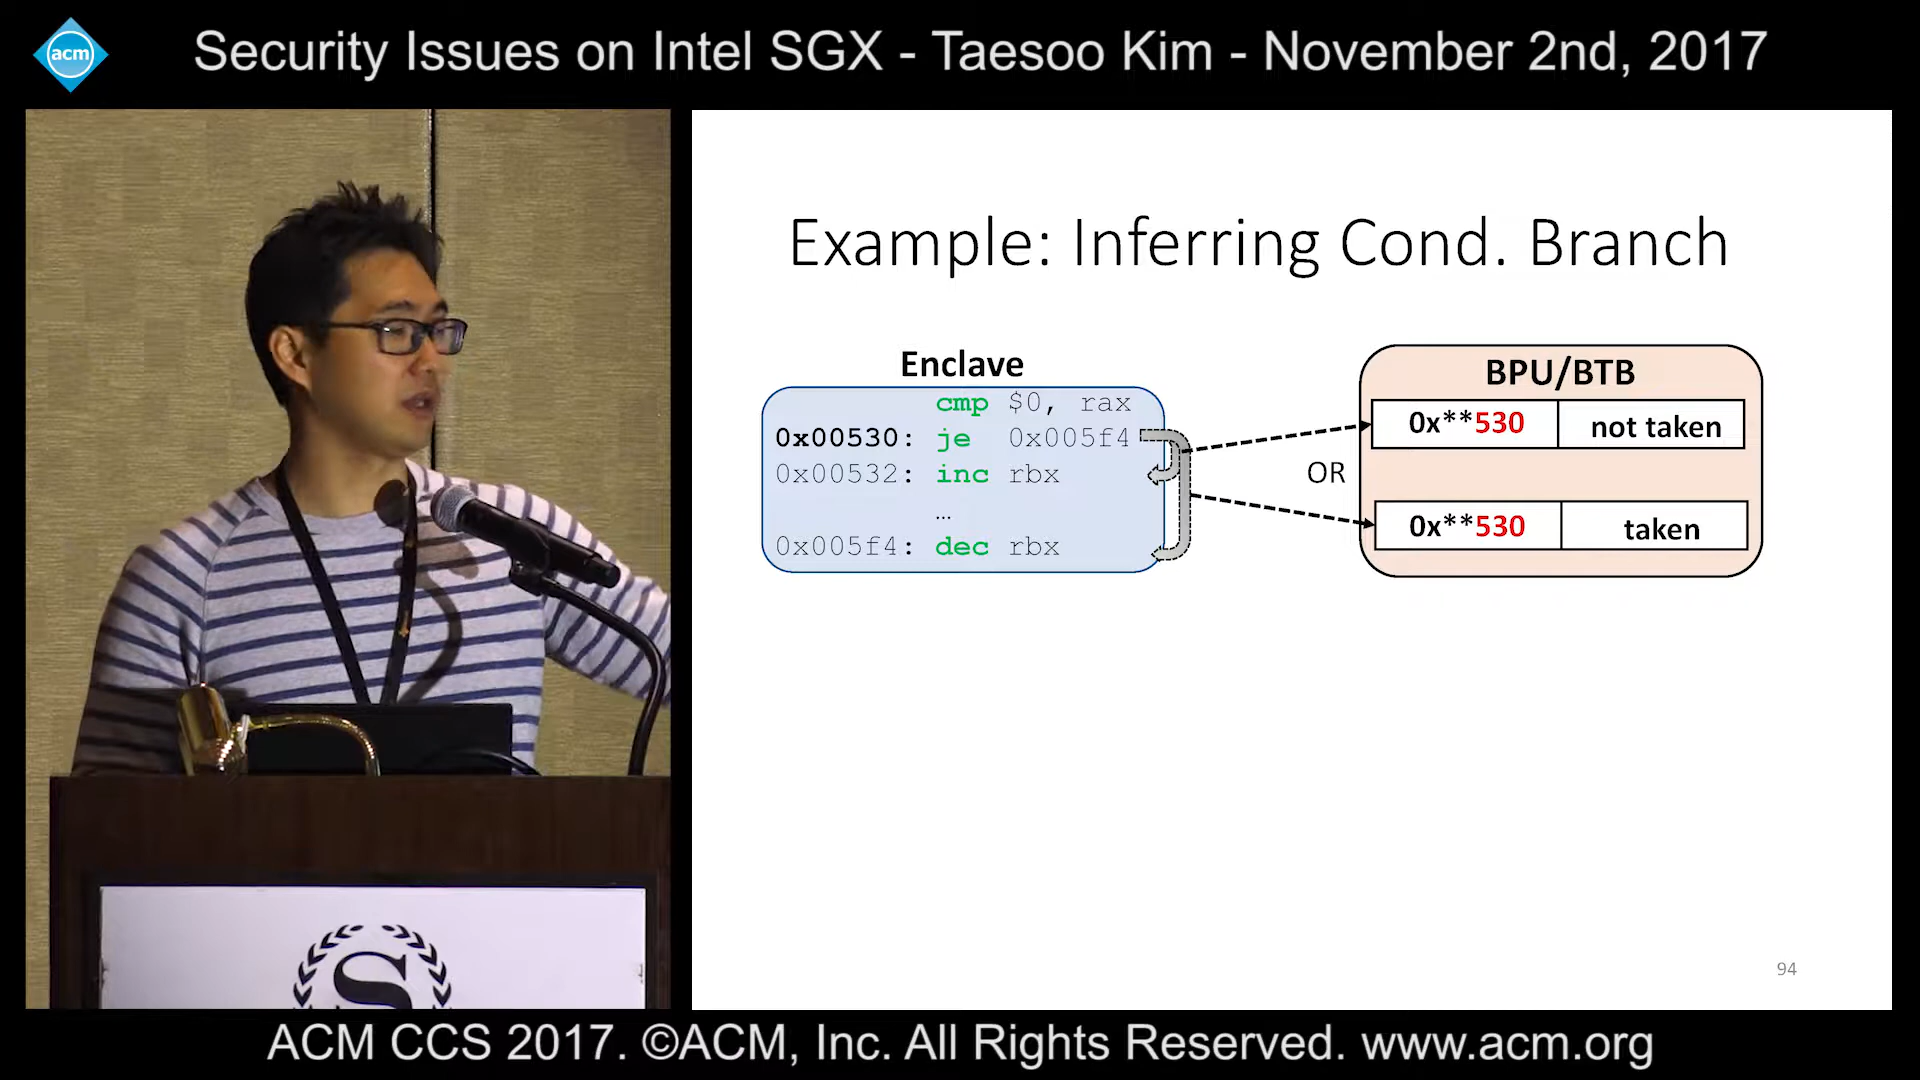 acm
Security Issues on Intel SGX - Taesoo Kim - November 2nd, 2017
Example: Inferring Cond. Branch
Enclave
cmp $0, rax
0x00530: je 0x005f4
0x00532: inc rbx
…
0x005f4: dec rbx
BPU/BTB
0x**530 not taken
OR
0x**530 taken
94
S
ACM CCS 2017. ©ACM, Inc. All Rights Reserved. www.acm.org